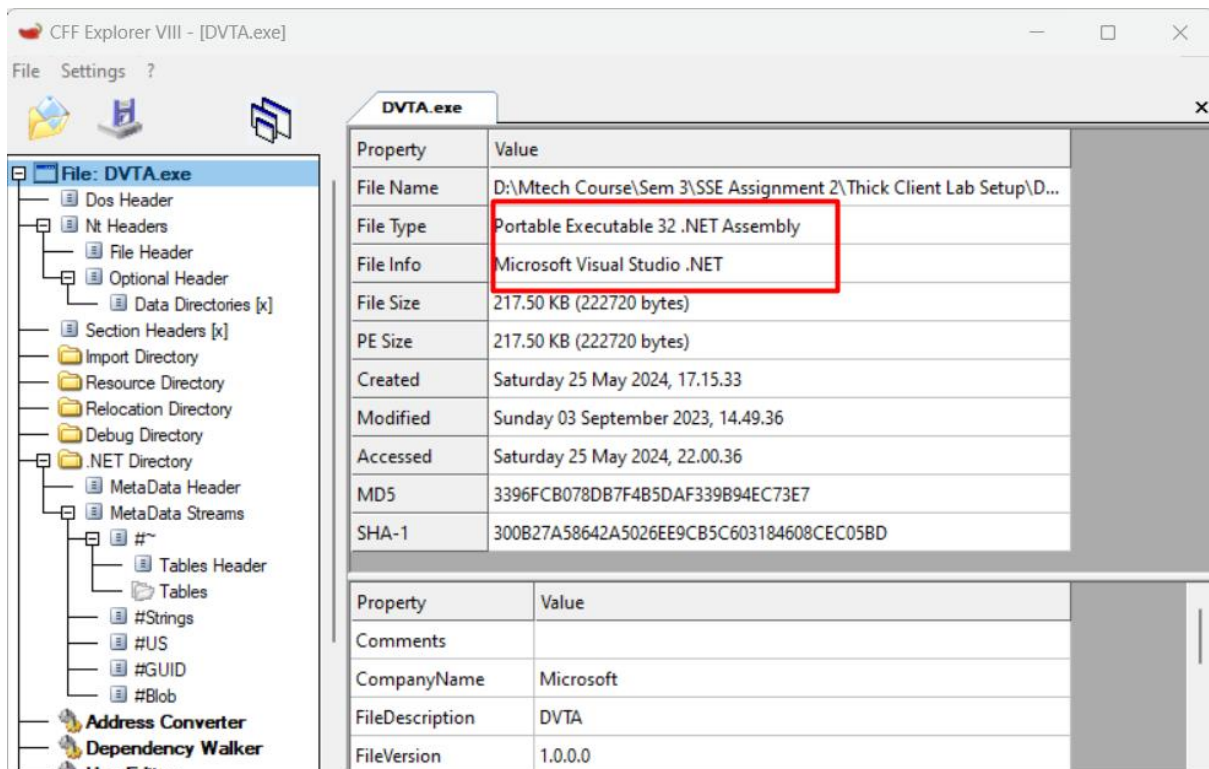 CFF Explorer VIII - [DVTA.exe]
File Settings ?
File: DVTA.exe
Dos Header
Nt Headers
File Header
Optional Header
Data Directories [x]
Section Headers [x]
Import Directory
Resource Directory
Relocation Directory
Debug Directory
.NET Directory
MetaData Header
MetaData Streams
#~
Tables Header
Tables
#Strings
#US
#GUID
#Blob
Address Converter
Dependency Walker
DVTA.exe
Property Value
File Name D:\Mtech Course\Sem 3\SSE Assignment 2\Thick Client Lab Setup\D...
File Type Portable Executable 32 .NET Assembly
File Info Microsoft Visual Studio .NET
File Size 217.50 KB (222720 bytes)
PE Size 217.50 KB (222720 bytes)
Created Saturday 25 May 2024, 17.15.33
Modified Sunday 03 September 2023, 14.49.36
Accessed Saturday 25 May 2024, 22.00.36
MD5 3396FCB078DB7F4B5DAF339B94EC73E7
SHA-1 300B27A58642A5026EE9CB5C603184608CEC05BD
Property Value
Comments
CompanyName Microsoft
FileDescription DVTA
FileVersion 1.0.0.0